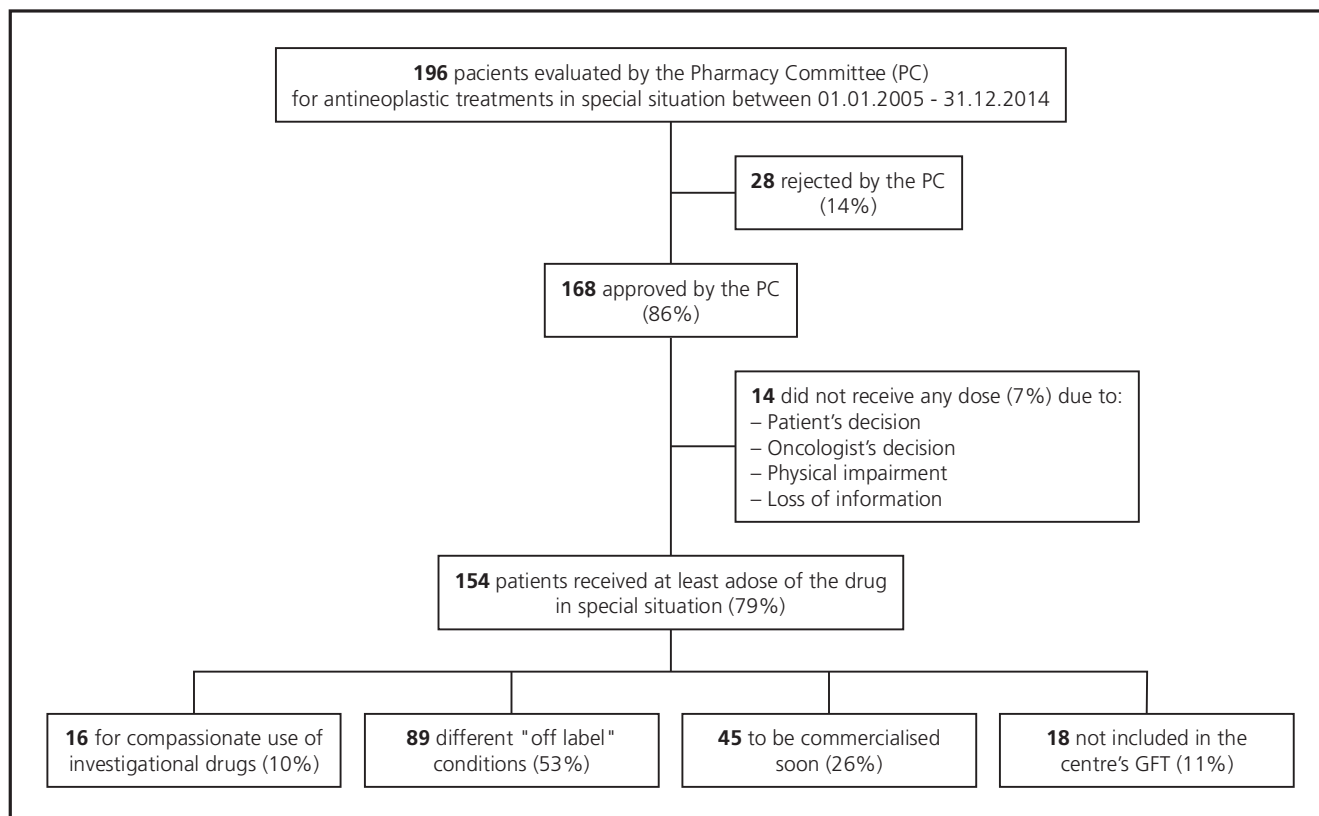 196 pacients evaluated by the Pharmacy Committee (PC)
for antineoplastic treatments in special situation between 01.01.2005 - 31.12.2014
28 rejected by the PC
(14%)
168 approved by the PC
(86%)
14 did not receive any dose (7%) due to:
– Patient's decision
– Oncologist's decision
– Physical impairment
– Loss of information
154 patients received at least adose of the drug
in special situation (79%)
16 for compassionate use of
investigational drugs (10%)
89 different "off label"
conditions (53%)
45 to be commercialised
soon (26%)
18 not included in the
centre's GFT (11%)